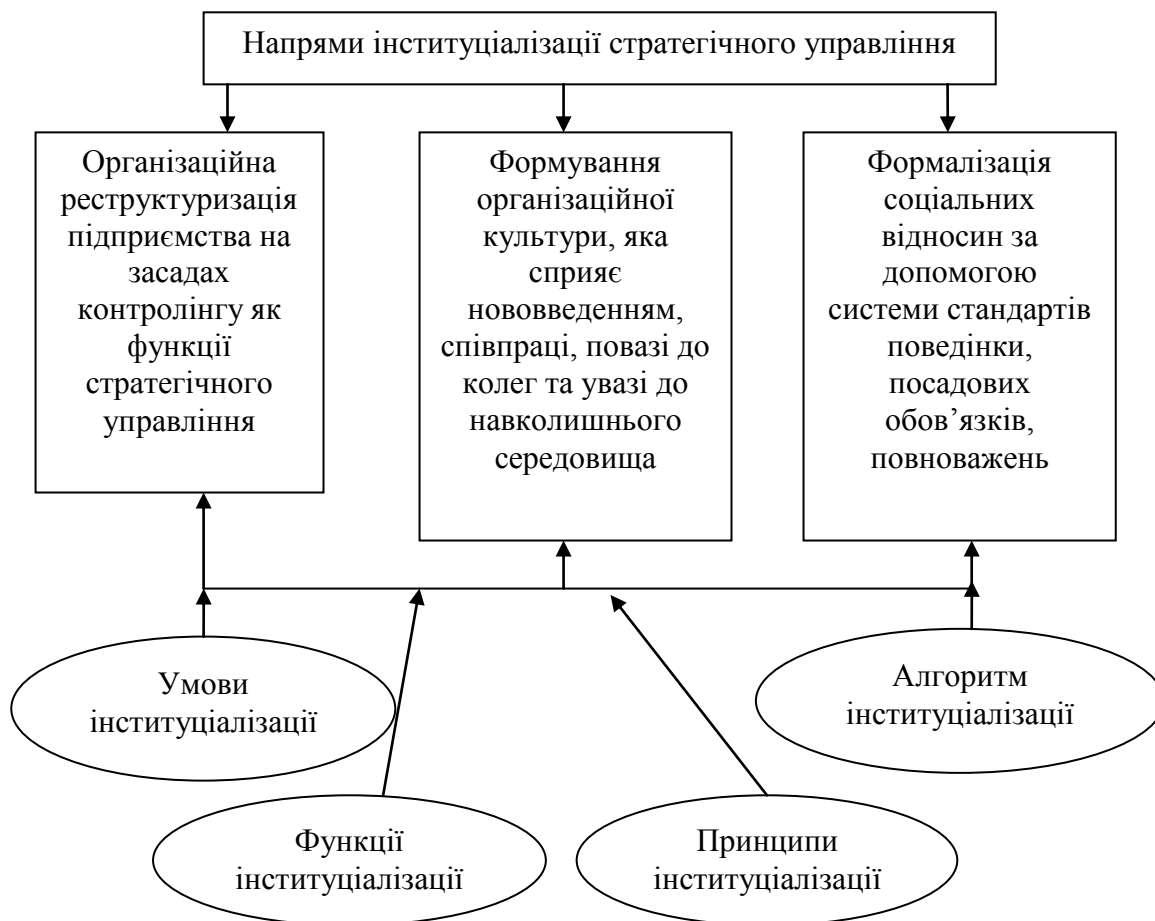 Напрями інституціалізації стратегічного управління
Організаційна
реструктуризація
підприємства на
засадах
контролінгу як
функції
стратегічного
управління
Формування
організаційної
культури, яка
сприяє
нововведенням,
співпраці, повазі до
колег та увазі до
навколишнього
середовища
Формалізація
соціальних
відносин за
допомогою
системи стандартів
поведінки,
посадових
обов’язків,
повноважень
Умови
інституціалізації
Алгоритм
інституціалізації
Функції
інституціалізації
Принципи
інституціалізації